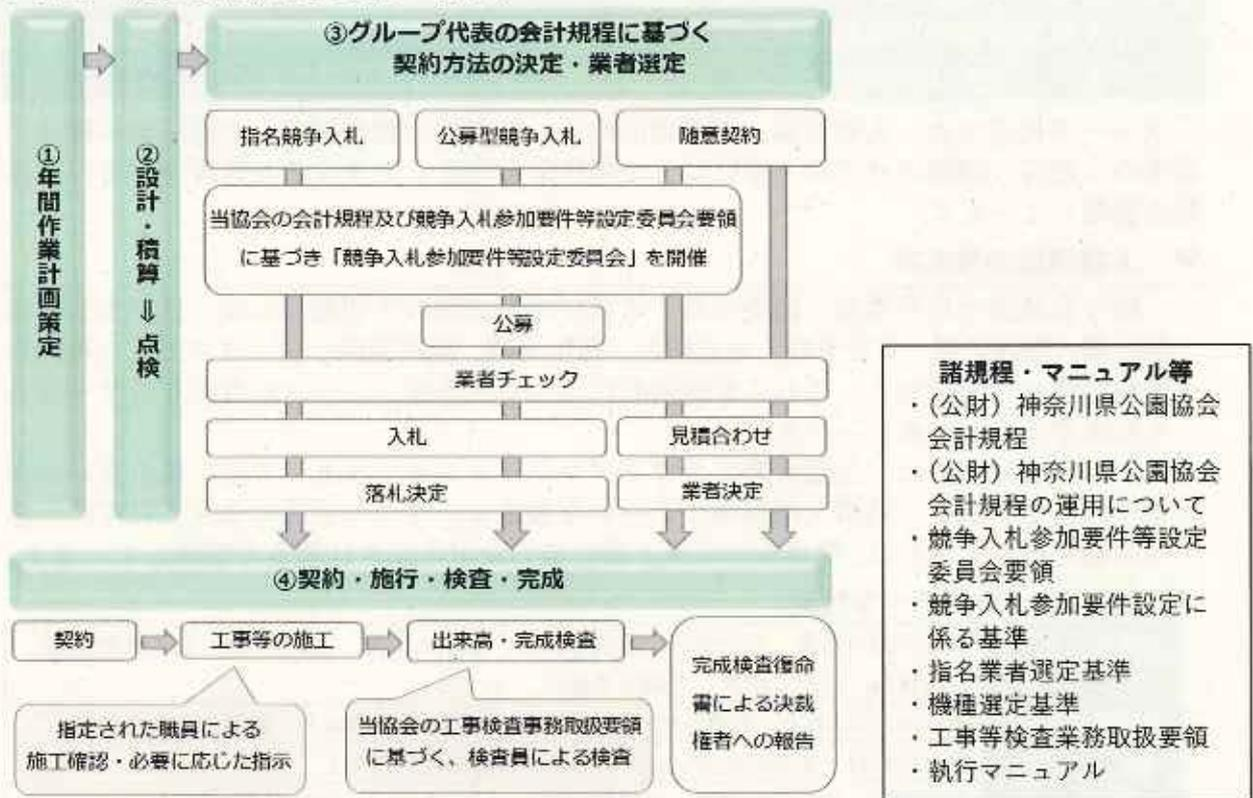 ③グループ代表の会計規程に基づく
契約方法の決定・業者選定
①年間作業計画策定
②設計・積算⇒点検
指名競争入札
公募型競争入札
随意契約
当協会の会計規程及び競争入札参加要件等設定委員会要領
に基づき「競争入札参加要件等設定委員会」を開催
公募
業者チェック
入札
見積合わせ
落札決定
業者決定
④契約・施行・検査・完成
契約
工事等の施工
出来高・完成検査
完成検査復命
書による決裁
権者への報告
指定された職員による
施工確認・必要に応じた指示
当協会の工事検査事務取扱要領
に基づく、検査員による検査
諸規程・マニュアル等
・(公財)神奈川県公園協会
会計規程
・(公財)神奈川県公園協会
会計規程の運用について
・競争入札参加要件等設定
委員会要領
・競争入札参加要件設定に
係る基準
・指名業者選定基準
・機種選定基準
・工事等検査業務取扱要領
・執行マニュアル